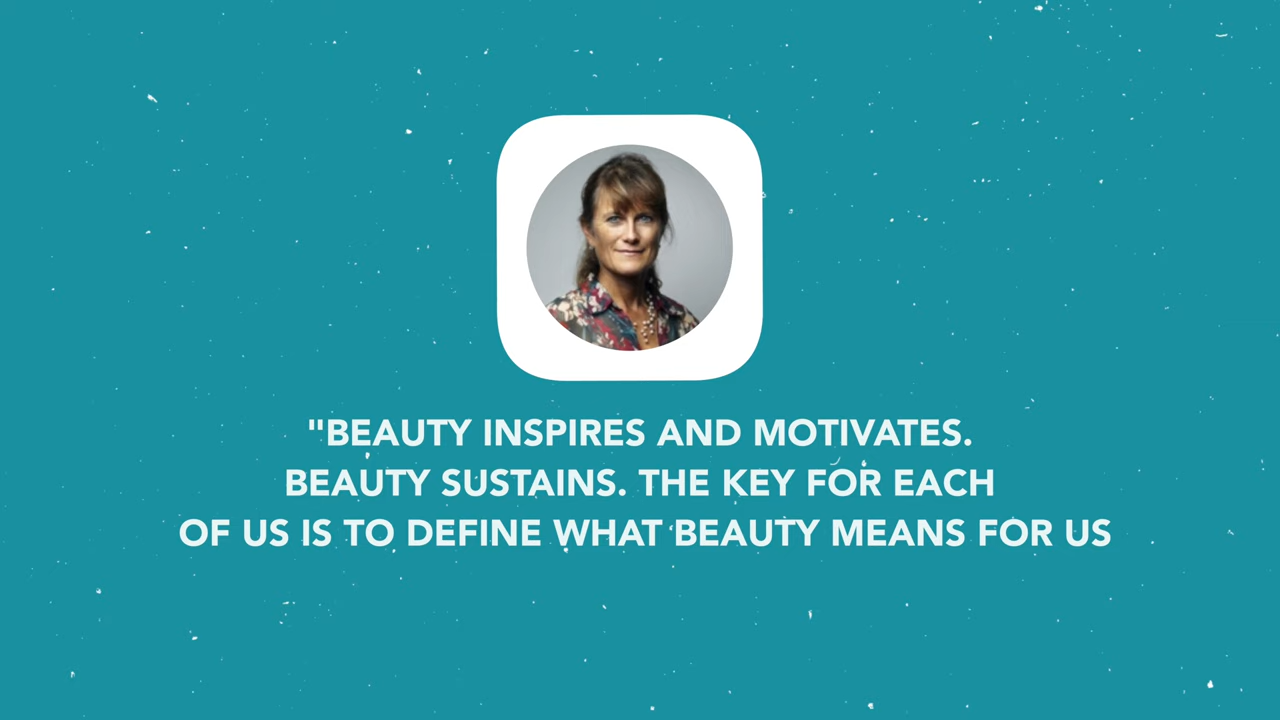 "BEAUTY INSPIRES AND MOTIVATES.
BEAUTY SUSTAINS. THE KEY FOR EACH
OF US IS TO DEFINE WHAT BEAUTY MEANS FOR US